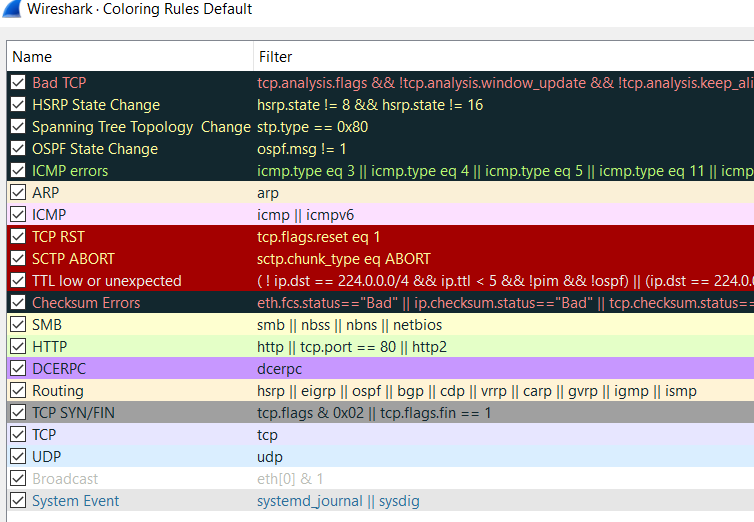 Wireshark · Coloring Rules Default
Name Filter
Bad TCP tcp.analysis.flags && !tcp.analysis.window_update && !tcp.analysis.keep_ali
HSRP State Change hsrp.state != 8 && hsrp.state != 16
Spanning Tree Topology  Change stp.type == 0x80
OSPF State Change ospf.msg != 1
ICMP errors icmp.type eq 3 || icmp.type eq 4 || icmp.type eq 5 || icmp.type eq 11 || icmp
ARP arp
ICMP icmp || icmpv6
TCP RST tcp.flags.reset eq 1
SCTP ABORT sctp.chunk_type eq ABORT
TTL low or unexpected ( ! ip.dst == 224.0.0.0/4 && ip.ttl < 5 && !pim && !ospf) || (ip.dst == 224.0
Checksum Errors eth.fcs.status=="Bad" || ip.checksum.status=="Bad" || tcp.checksum.status==
SMB smb || nbss || nbns || netbios
HTTP http || tcp.port == 80 || http2
DCERPC dcerpc
Routing hsrp || eigrp || ospf || bgp || cdp || vrrp || carp || gvrp || igmp || ismp
TCP SYN/FIN tcp.flags & 0x02 || tcp.flags.fin == 1
TCP tcp
UDP udp
Broadcast eth[0] & 1
System Event systemd_journal || sysdig